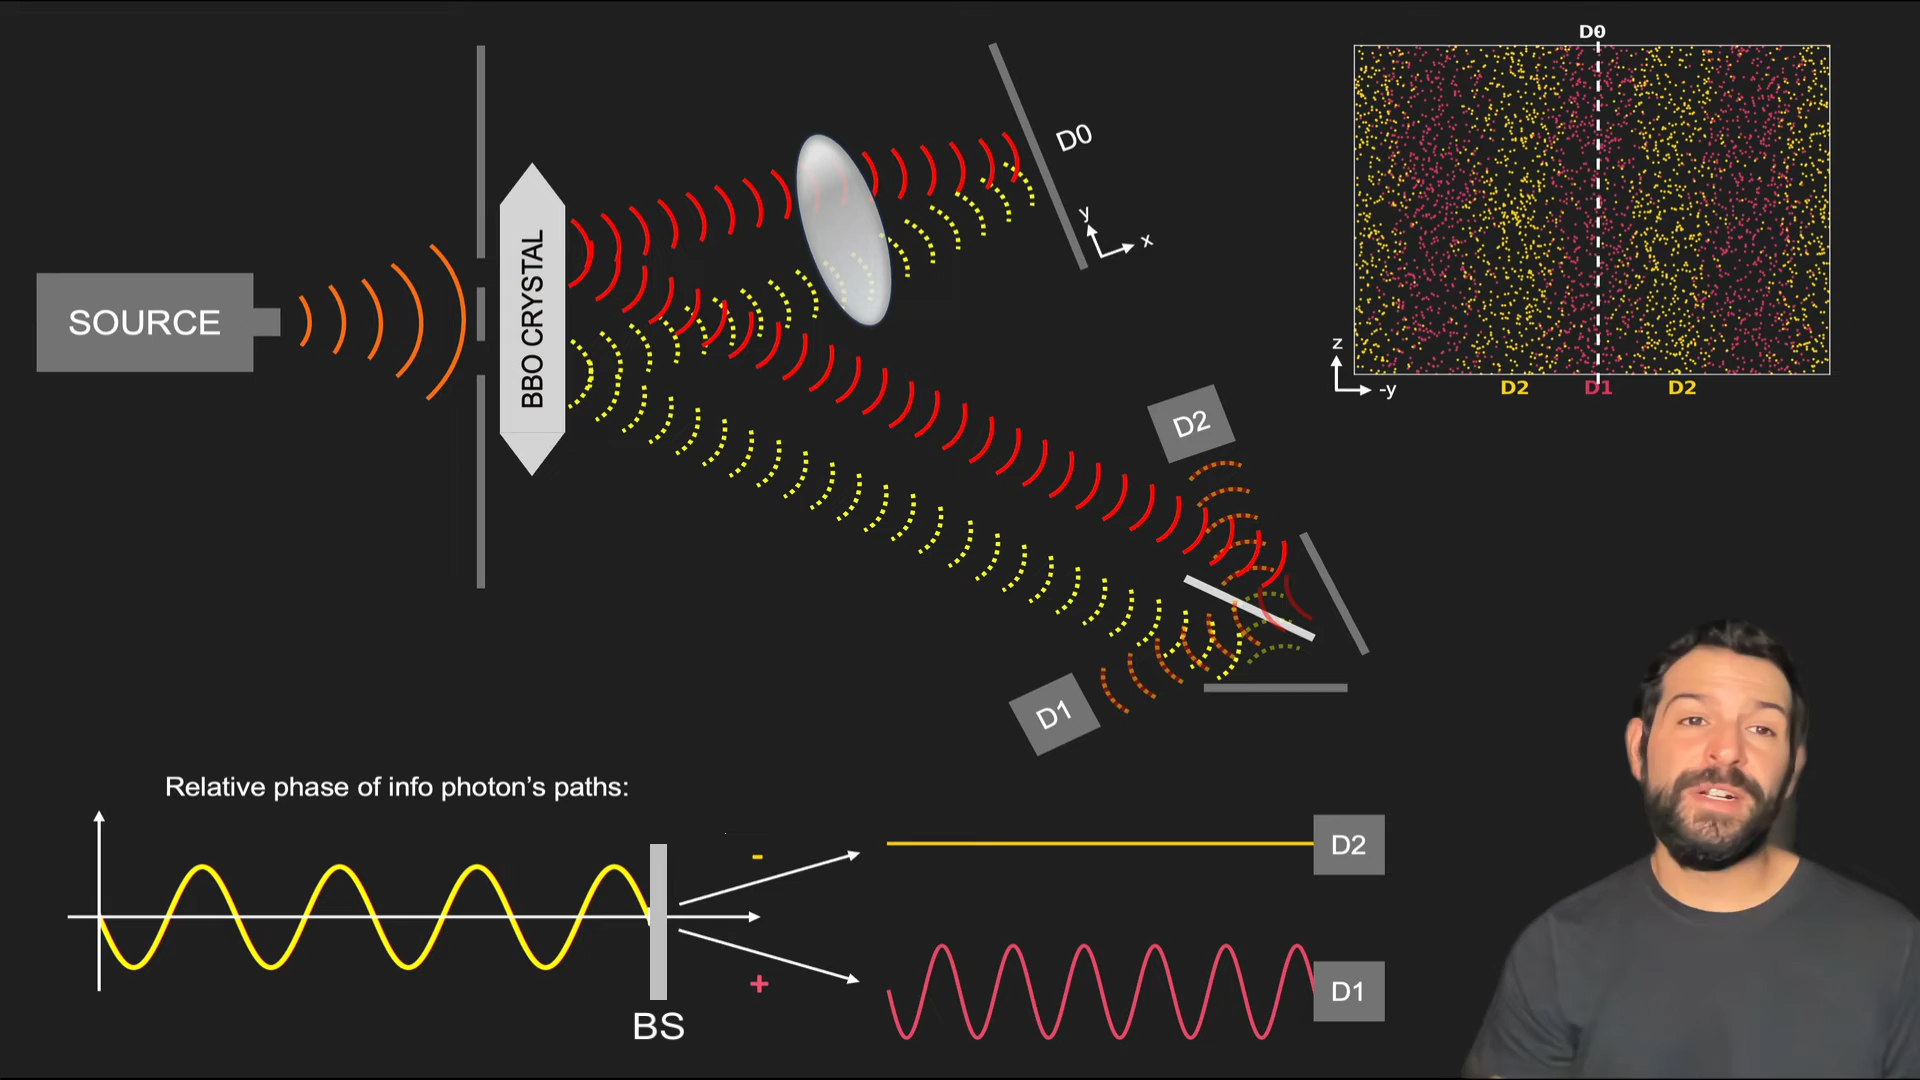 D0
SOURCE
BBO CRYSTAL
D0
y
x
z
-y
D2
D1
D2
D2
D1
Relative phase of info photon's paths:
-
+
BS
D2
D1